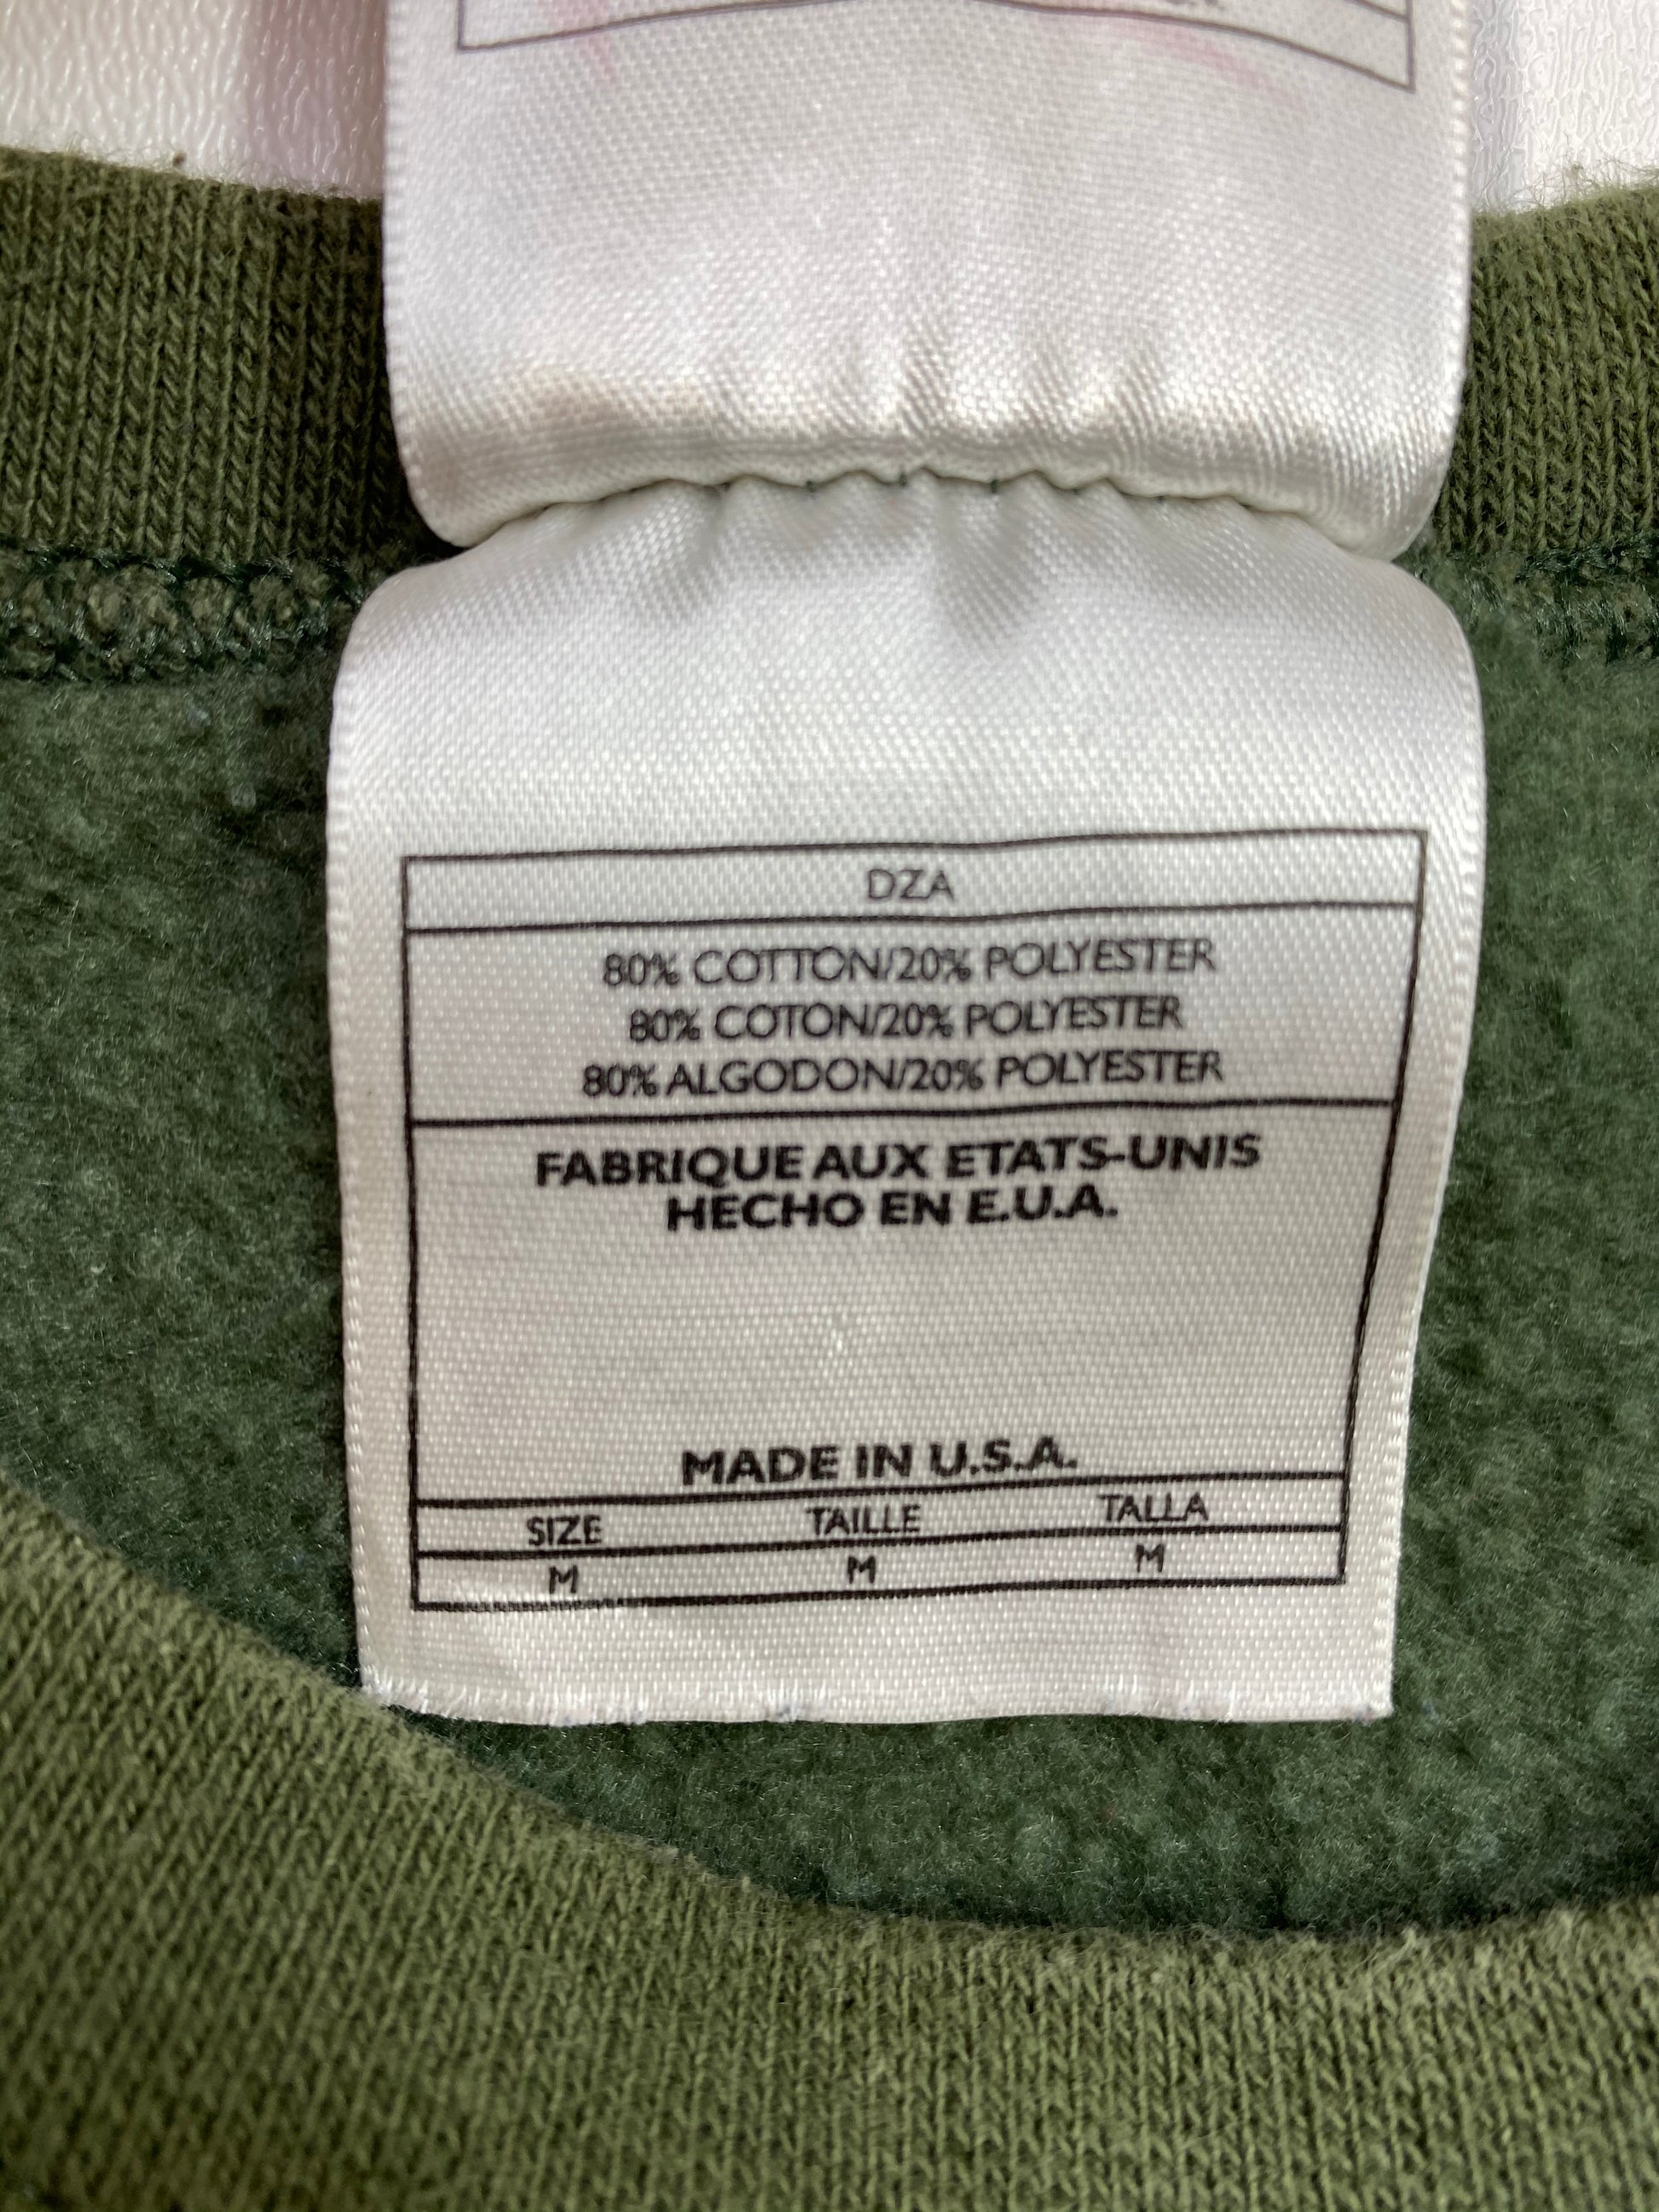 DZA
80% COTTON/20% POLYESTER
80% COTON/20% POLYESTER
80% ALGODON/20% POLYESTER
FABRIQUE AUX ETATS-UNIS
HECHO EN E.U.A.
MADE IN U.S.A.
SIZE TAILLE TALLA
M M M